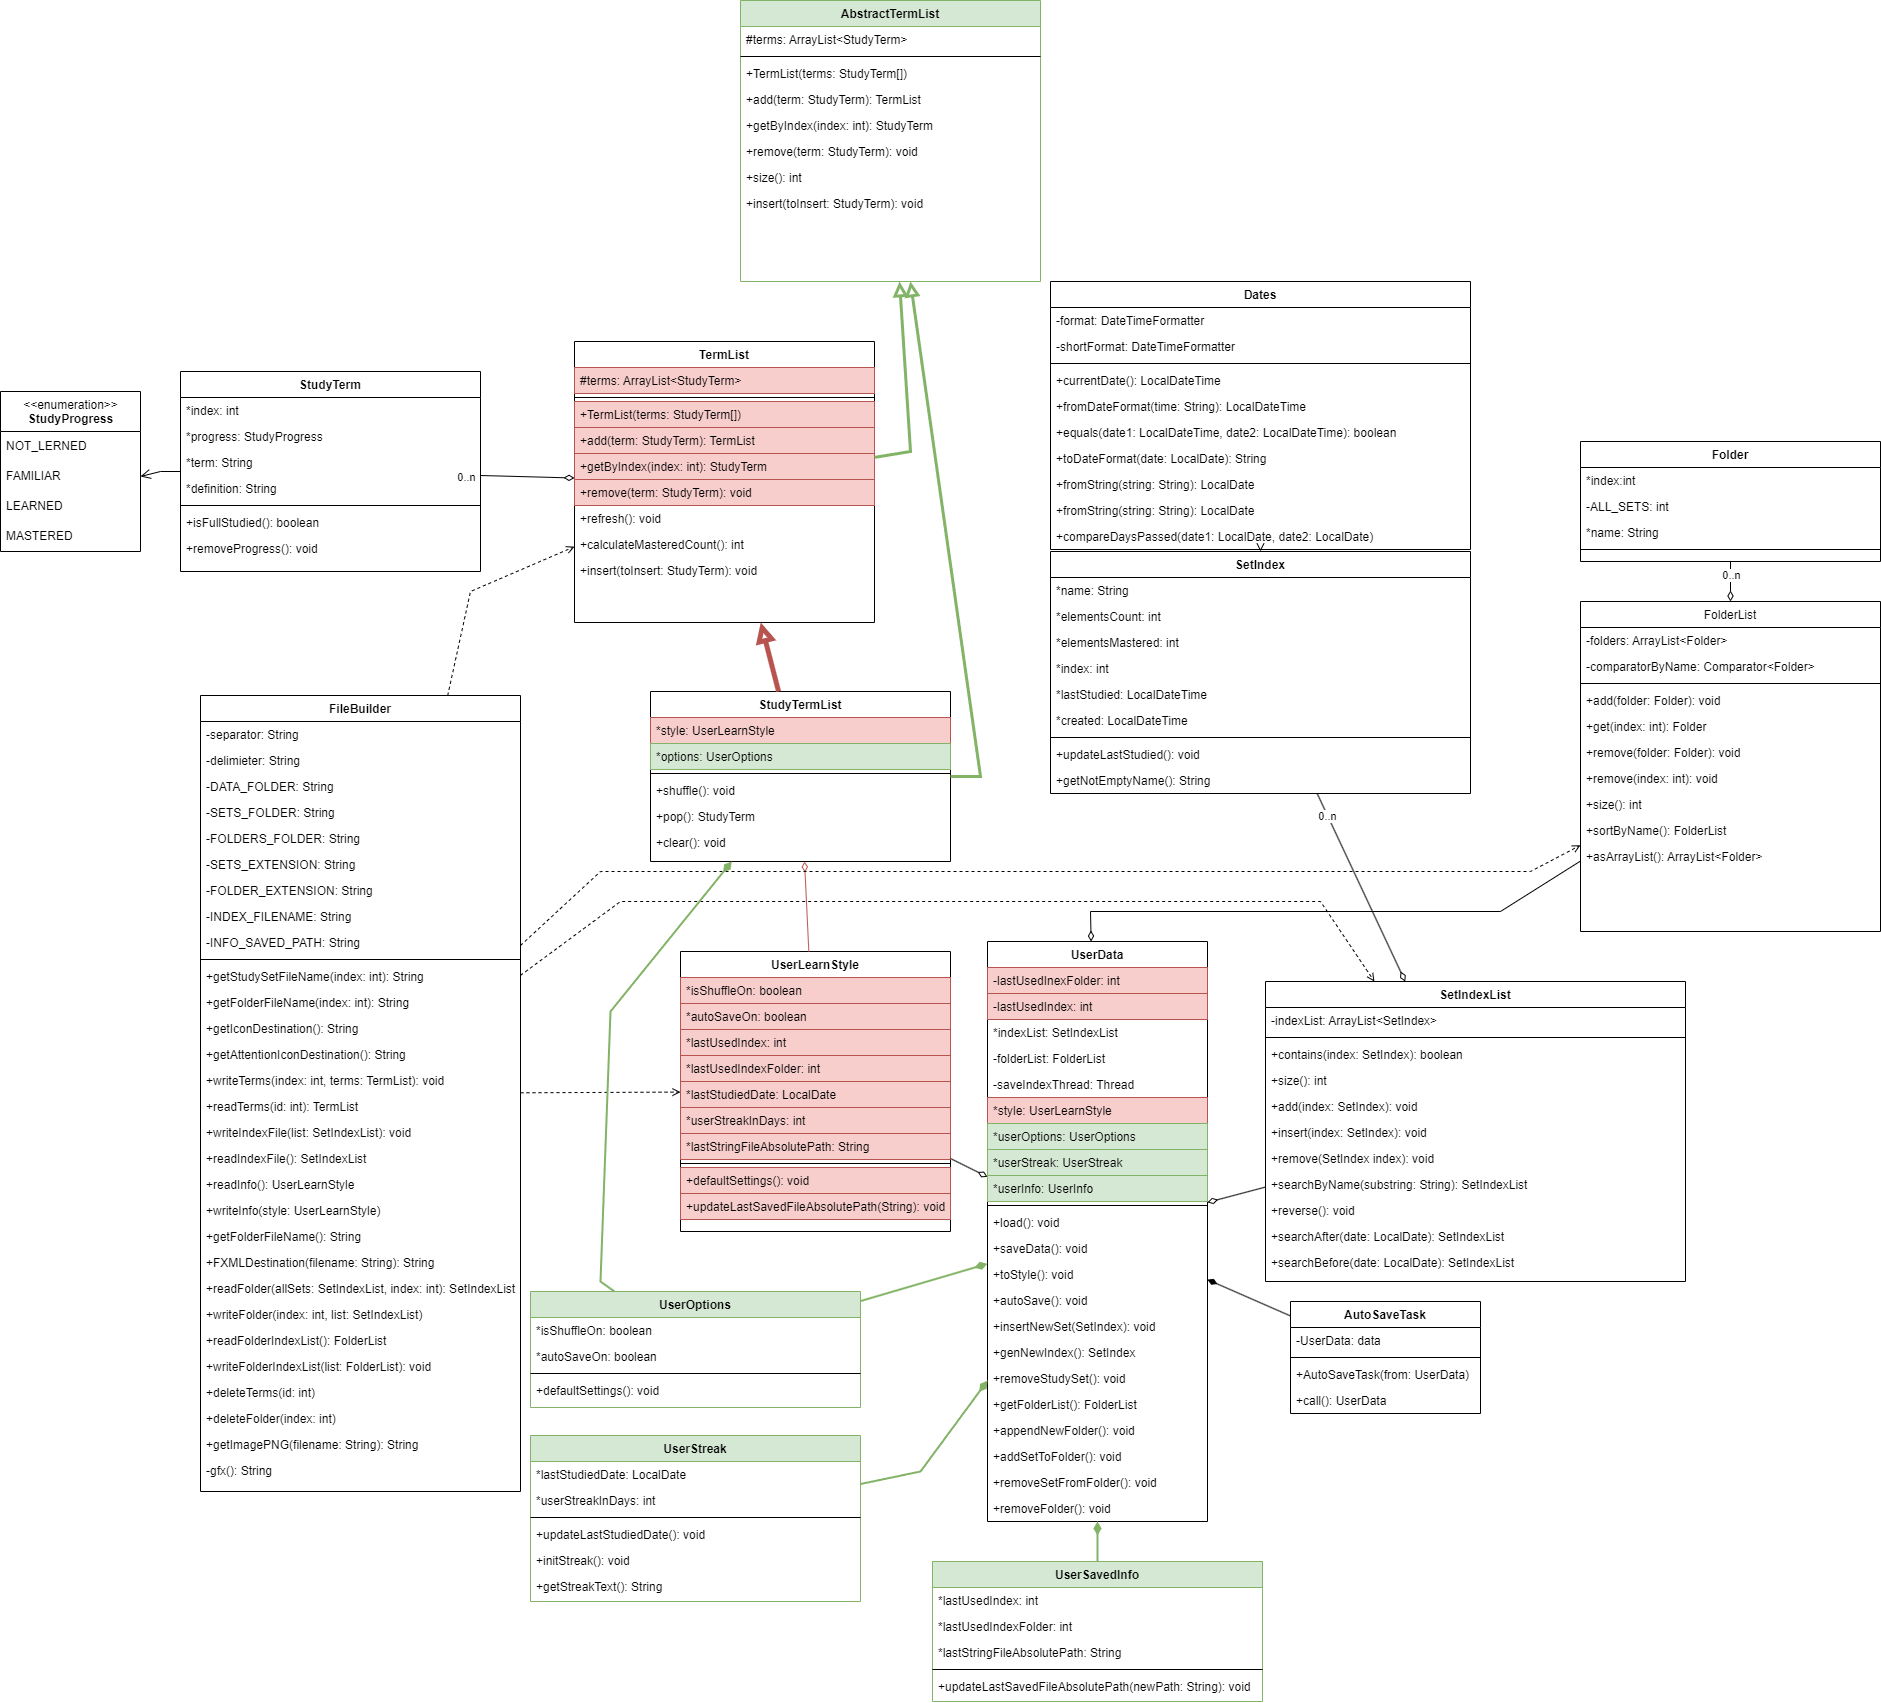 AbstractTermList
#terms: ArrayList<StudyTerm>
+TermList(terms: StudyTerm[])
+add(term: StudyTerm): TermList
+getByIndex(index: int): StudyTerm
+remove(term: StudyTerm): void
+size(): int
+insert(toInsert: StudyTerm): void
Dates
-format: DateTimeFormatter
-shortFormat: DateTimeFormatter
+currentDate(): LocalDateTime
+fromDateFormat(time: String): LocalDateTime
+equals(date1: LocalDateTime, date2: LocalDateTime): boolean
+toDateFormat(date: LocalDate): String
+fromString(string: String): LocalDate
+fromString(string: String): LocalDate
+compareDaysPassed(date1: LocalDate, date2: LocalDate)
TermList
#terms: ArrayList<StudyTerm>
+TermList(terms: StudyTerm[])
+add(term: StudyTerm): TermList
+getByIndex(index: int): StudyTerm
+remove(term: StudyTerm): void
+refresh(): void
+calculateMasteredCount(): int
+insert(toInsert: StudyTerm): void
StudyTerm
*index: int
*progress: StudyProgress
*term: String
*definition: String
+isFullStudied(): boolean
+removeProgress(): void
0..n
<<enumeration>>
StudyProgress
NOT_LERNED
FAMILIAR
LEARNED
MASTERED
Folder
*index:int
-ALL_SETS: int
*name: String
0..n
SetIndex
*name: String
*elementsCount: int
*elementsMastered: int
*index: int
*lastStudied: LocalDateTime
*created: LocalDateTime
+updateLastStudied(): void
+getNotEmptyName(): String
0..n
FolderList
-folders: ArrayList<Folder>
-comparatorByName: Comparator<Folder>
+add(folder: Folder): void
+get(index: int): Folder
+remove(folder: Folder): void
+remove(index: int): void
+size(): int
+sortByName(): FolderList
+asArrayList(): ArrayList<Folder>
StudyTermList
*style: UserLearnStyle
*options: UserOptions
+shuffle(): void
+pop(): StudyTerm
+clear(): void
FileBuilder
-separator: String
-delimieter: String
-DATA_FOLDER: String
-SETS_FOLDER: String
-FOLDERS_FOLDER: String
-SETS_EXTENSION: String
-FOLDER_EXTENSION: String
-INDEX_FILENAME: String
-INFO_SAVED_PATH: String
+getStudySetFileName(index: int): String
+getFolderFileName(index: int): String
+getIconDestination(): String
+getAttentionIconDestination(): String
+writeTerms(index: int, terms: TermList): void
+readTerms(id: int): TermList
+writeIndexFile(list: SetIndexList): void
+readIndexFile(): SetIndexList
+readInfo(): UserLearnStyle
+writeInfo(style: UserLearnStyle)
+getFolderFileName(): String
+FXMLDestination(filename: String): String
+readFolder(allSets: SetIndexList, index: int): SetIndexList
+writeFolder(index: int, list: SetIndexList)
+readFolderIndexList(): FolderList
+writeFolderIndexList(list: FolderList): void
+deleteTerms(id: int)
+deleteFolder(index: int)
+getImagePNG(filename: String): String
-gfx(): String
UserLearnStyle
*isShuffleOn: boolean
*autoSaveOn: boolean
*lastUsedIndex: int
*lastUsedIndexFolder: int
*lastStudiedDate: LocalDate
*userStreakInDays: int
*lastStringFileAbsolutePath: String
+defaultSettings(): void
+updateLastSavedFileAbsolutePath(String): void
UserData
-lastUsedInexFolder: int
-lastUsedIndex: int
*indexList: SetIndexList
-folderList: FolderList
-saveIndexThread: Thread
*style: UserLearnStyle
*userOptions: UserOptions
*userStreak: UserStreak
*userInfo: UserInfo
+load(): void
+saveData(): void
+toStyle(): void
+autoSave(): void
+insertNewSet(SetIndex): void
+genNewIndex(): SetIndex
+removeStudySet(): void
+getFolderList(): FolderList
+appendNewFolder(): void
+addSetToFolder(): void
+removeSetFromFolder(): void
+removeFolder(): void
SetIndexList
-indexList: ArrayList<SetIndex>
+contains(index: SetIndex): boolean
+size(): int
+add(index: SetIndex): void
+insert(index: SetIndex): void
+remove(SetIndex index): void
+searchByName(substring: String): SetIndexList
+reverse(): void
+searchAfter(date: LocalDate): SetIndexList
+searchBefore(date: LocalDate): SetIndexList
AutoSaveTask
-UserData: data
+AutoSaveTask(from: UserData)
+call(): UserData
UserOptions
*isShuffleOn: boolean
*autoSaveOn: boolean
+defaultSettings(): void
UserStreak
*lastStudiedDate: LocalDate
*userStreakInDays: int
+updateLastStudiedDate(): void
+initStreak(): void
+getStreakText(): String
UserSavedInfo
*lastUsedIndex: int
*lastUsedIndexFolder: int
*lastStringFileAbsolutePath: String
+updateLastSavedFileAbsolutePath(newPath: String): void